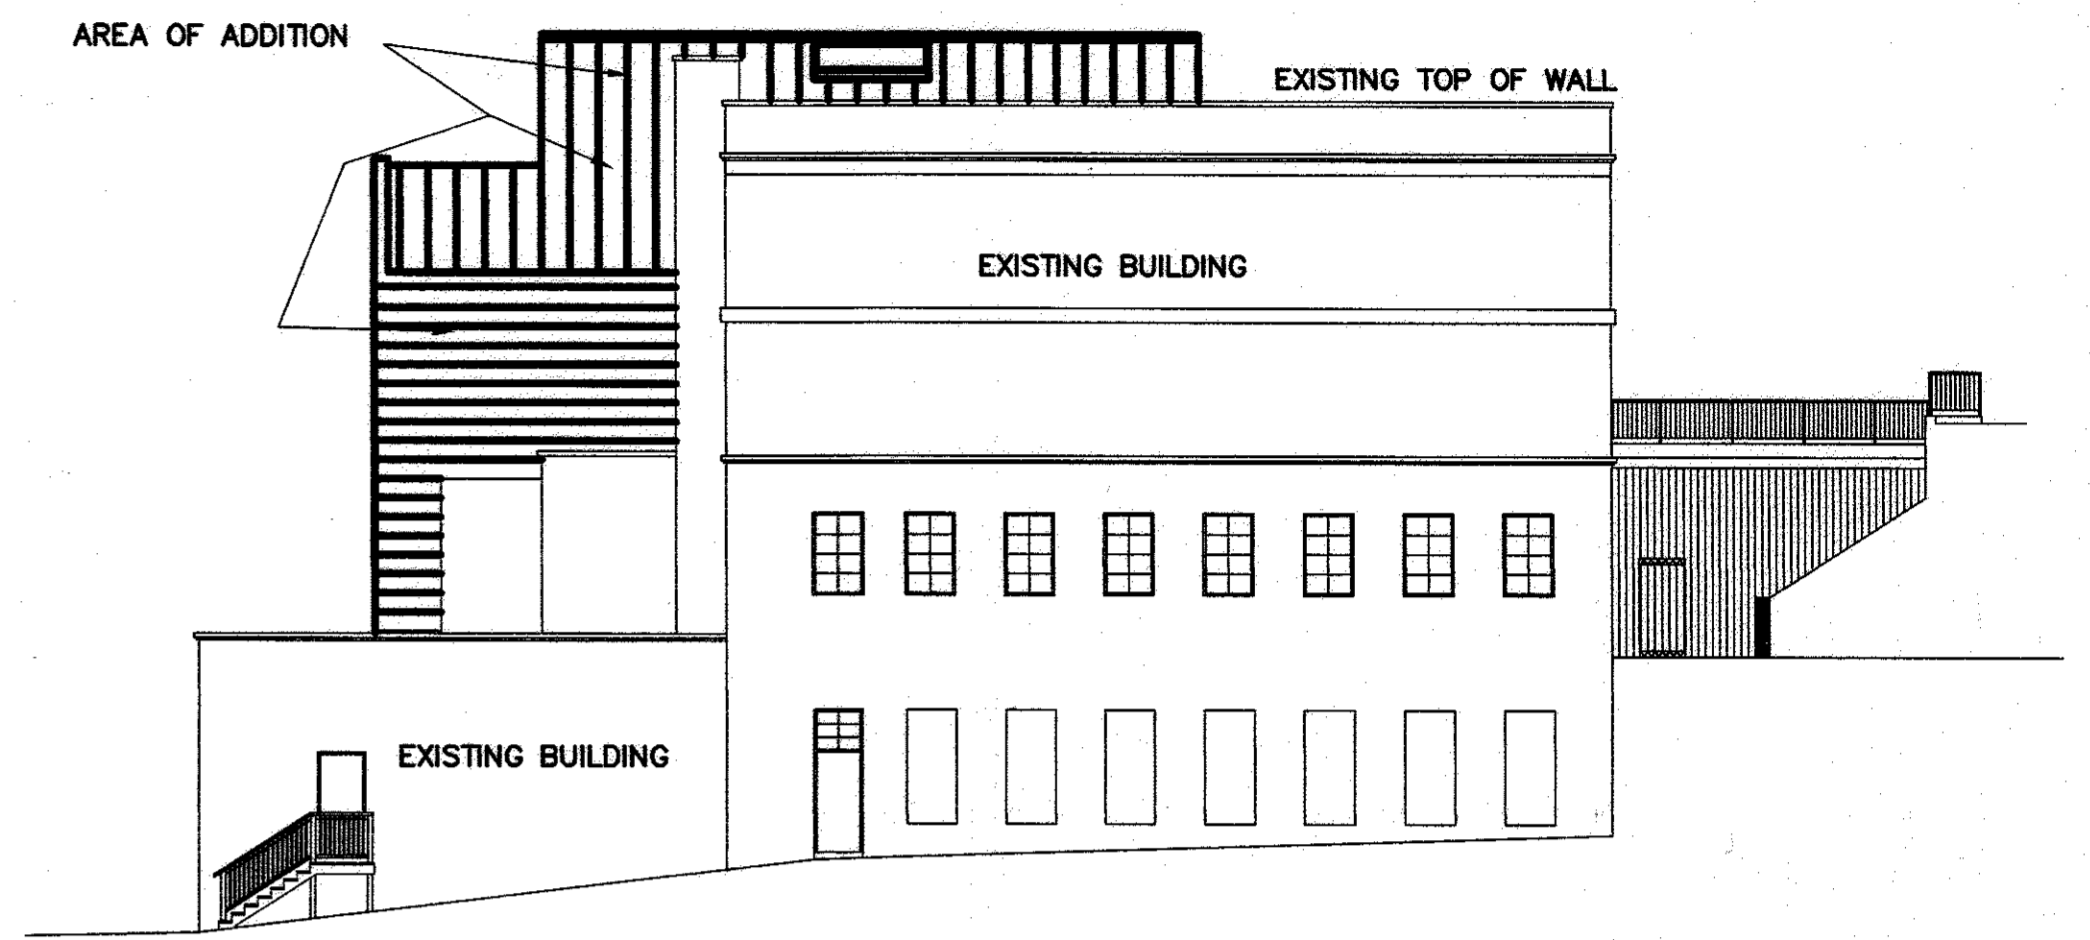 AREA OF ADDITION
EXISTING TOP OF WALL
EXISTING BUILDING
EXISTING BUILDING